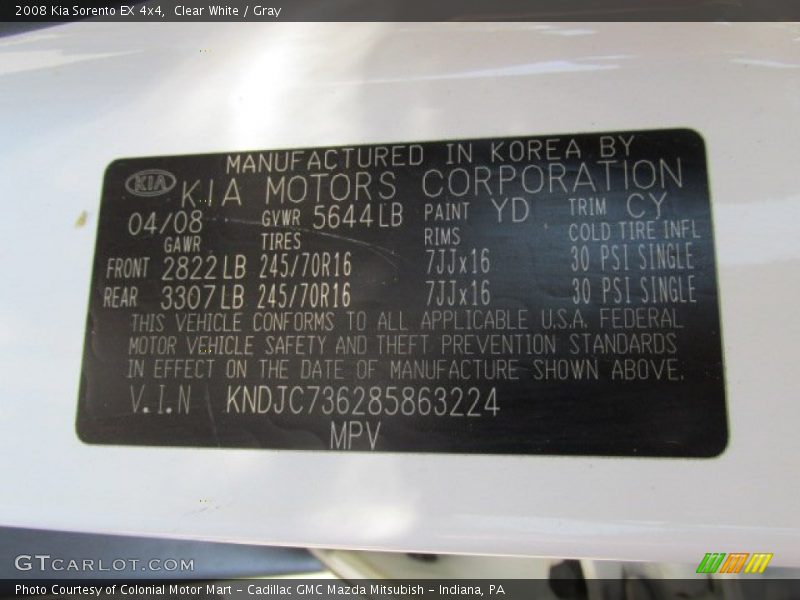 2008 Kia Sorento EX 4x4,  Clear White / Gray
MANUFACTURED IN KOREA BY
KIA KIA MOTORS CORPORATION
04/08 GVWR 5644LB PAINT YD TRIM CY
GAWR TIRES RIMS COLD TIRE INFL
FRONT 2822LB 245/70R16 7JJx16 30 PSI SINGLE
REAR 3307LB 245/70R16 7JJx16 30 PSI SINGLE
THIS VEHICLE CONFORMS TO ALL APPLICABLE U.S.A. FEDERAL
MOTOR VEHICLE SAFETY AND THEFT PREVENTION STANDARDS
IN EFFECT ON THE DATE OF MANUFACTURE SHOWN ABOVE.
V.I.N KNDJC736285863224
MPV
GTCARLOT.COM
Photo Courtesy of Colonial Motor Mart - Cadillac GMC Mazda Mitsubish - Indiana, PA